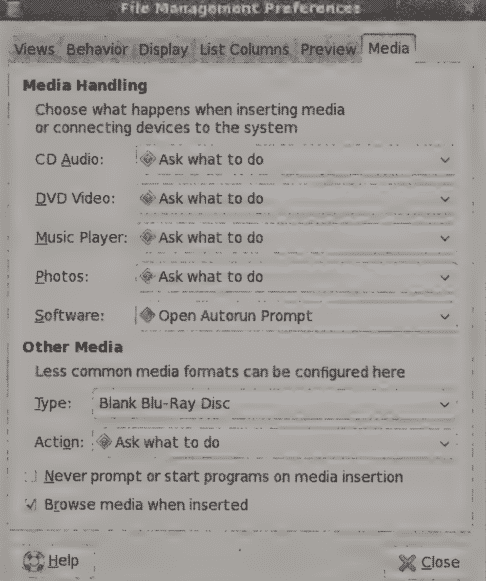 File Management Preferences
Views Behavior Display List Columns Preview Media
Media Handling
Choose what happens when inserting media
or connecting devices to the system
CD Audio: Ask what to do
DVD Video: Ask what to do
Music Player: Ask what to do
Photos: Ask what to do
Software: Open Autorun Prompt
Other Media
Less common media formats can be configured here
Type: Blank Blu-Ray Disc
Action: Ask what to do
Never prompt or start programs on media insertion
Browse media when inserted
Help Close